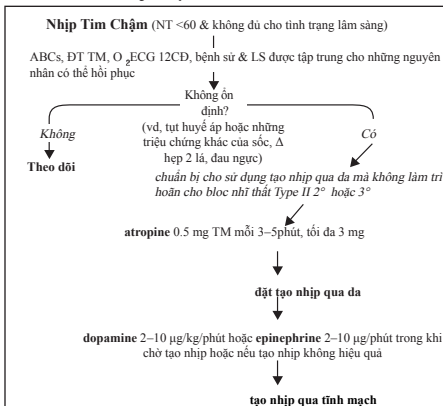 Nhịp Tim Chậm (NT <60 & không đủ cho tình trạng lâm sàng)
ABCs, ĐT TM, O₂ECG 12CĐ, bệnh sử & LS được tập trung cho những nguyên
nhân có thể hồi phục
Không ổn
định?
(vd, tụt huyết áp hoặc những
triệu chứng khác của sốc, Δ
hẹp 2 lá, đau ngực)
Không
Có
Theo dõi
chuẩn bị cho sử dụng tạo nhịp qua da mà không làm trì
hoãn cho bloc nhĩ thất Type II 2° hoặc 3°
atropine 0.5 mg TM mỗi 3–5phút, tối đa 3 mg
đặt tạo nhịp qua da
dopamine 2–10 µg/kg/phút hoặc epinephrine 2–10 µg/phút trong khi
chờ tạo nhịp hoặc nếu tạo nhịp không hiệu quả
tạo nhịp qua tĩnh mạch